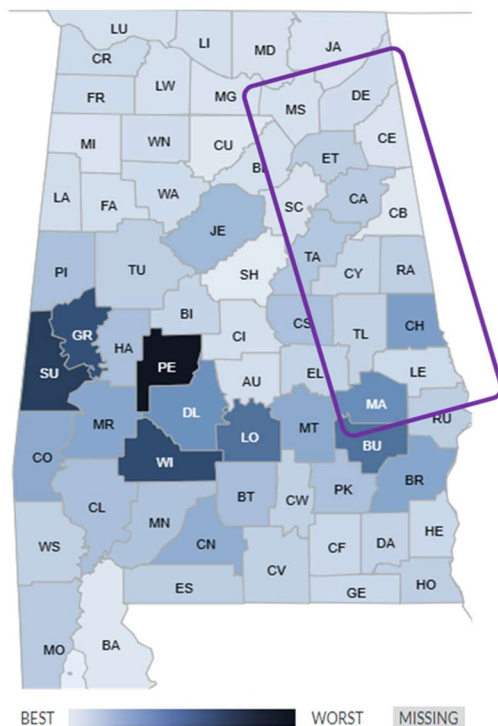 LU
LI
MD
JA
CR
LW
FR
MG
MS
DE
MI
WN
CU
CE
ET
LA
FA
WA
SC
CA
CB
JE
TA
PI
TU
SH
CY
RA
BI
GR
HA
CI
CS
TL
CH
SU
PE
AU
EL
LE
DL
MA
MR
LO
MT
BU
RU
CO
WI
BR
CL
BT
CW
PK
MN
CN
WS
CF
DA
HE
CV
ES
GE
HO
MO
BA
BEST WORST MISSING